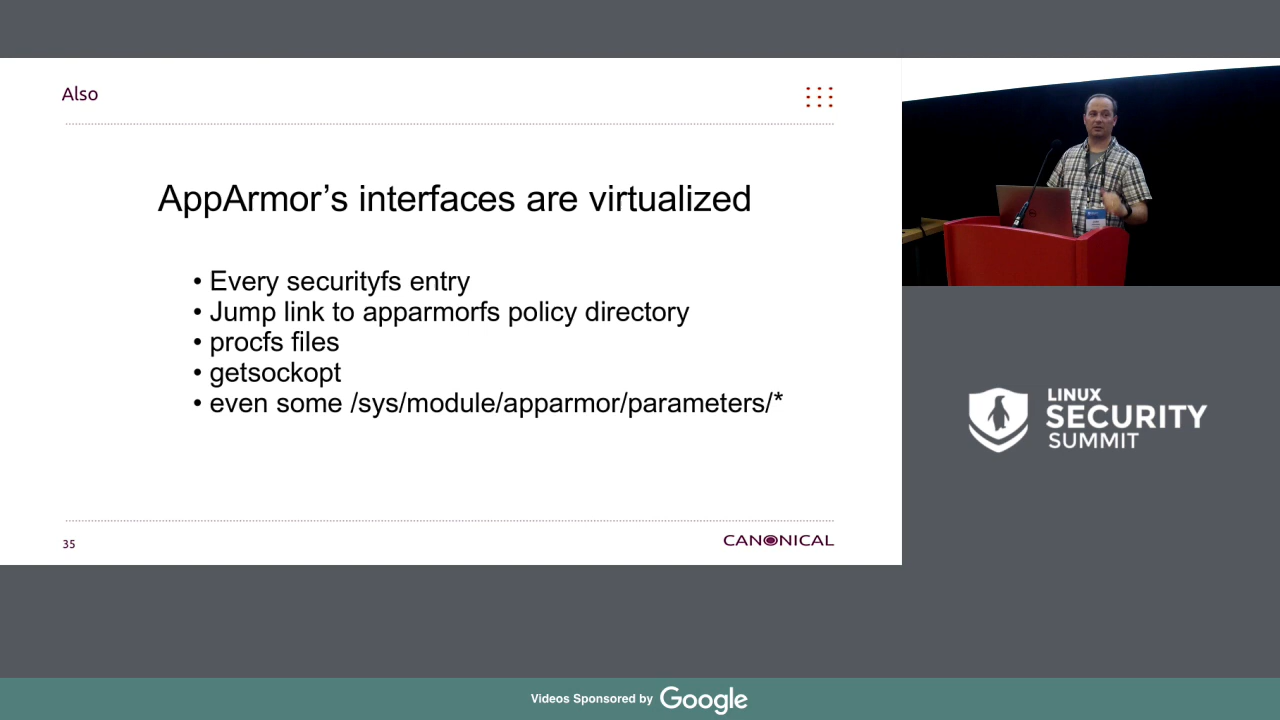 Also
AppArmor’s interfaces are virtualized
• Every securityfs entry
• Jump link to apparmorfs policy directory
• procfs files
• getsockopt
• even some /sys/module/apparmor/parameters/*
35
CANONICAL
LINUX
SECURITY
SUMMIT
Videos Sponsored by Google